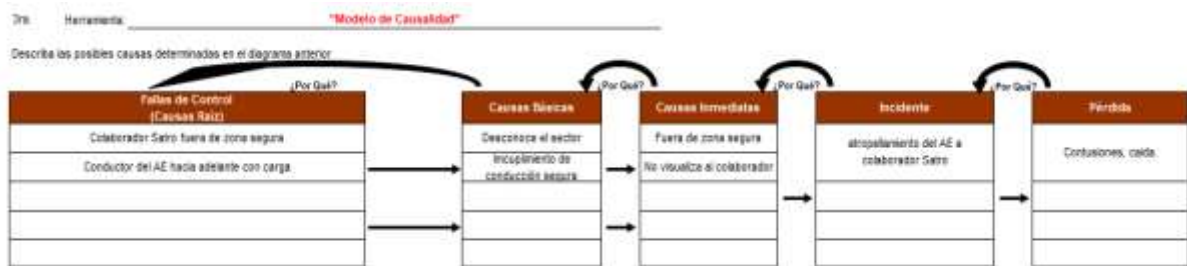 3ra Herramienta: "Modelo de Causalidad"
Describa las posibles causas determinadas en el diagrama anterior
¿Por Qué? ¿Por Qué? ¿Por Qué? ¿Por Qué?
Fallas de Control
(Causas Raíz)
Causas Básicas
Causas Inmediatas
Incidente
Pérdida
Colaborador Satro fuera de zona segura
Desconoce el sector
Fuera de zona segura
atropellamiento del AE a
colaborador Satro
Contusiones, caida.
Conductor del AE hacia adelante con carga
Incuplimiento de
conducción segura
No visualiza al colaborador